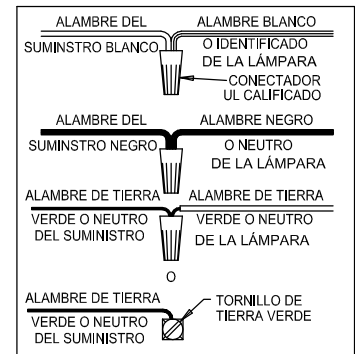 ALAMBRE DEL ALAMBRE BLANCO
SUMINSTRO BLANCO O IDENTIFICADO
DE LA LÁMPARA
CONECTADOR
UL CALIFICADO
ALAMBRE DEL ALAMBRE NEGRO
SUMINSTRO NEGRO O NEUTRO
DE LA LÁMPARA
ALAMBRE DE TIERRA ALAMBRE DE TIERRA
VERDE O NEUTRO VERDE O NEUTRO
DEL SUMINISTRO DE LA LÁMPARA
O
ALAMBRE DE TIERRA TORNILLO DE
TIERRA VERDE
VERDE O NEUTRO
DEL SUMINISTRO